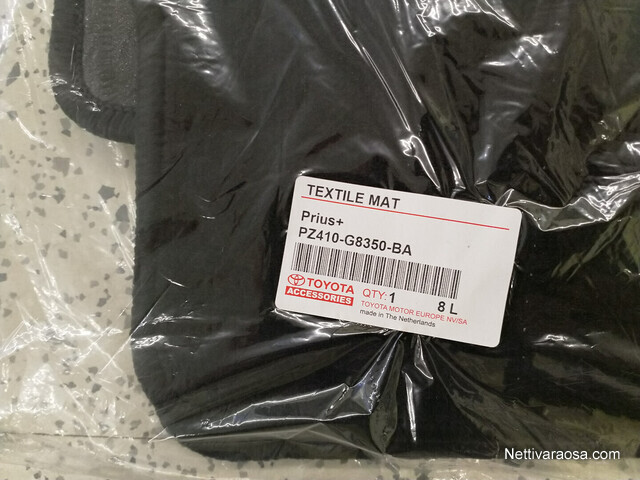 TEXTILE MAT
Prius+
PZ410-G8350-BA
TOYOTA
ACCESSORIES
QTY: 1 8 L
TOYOTA MOTOR EUROPE NV/SA
made in The Netherlands
Nettivaraosa.com